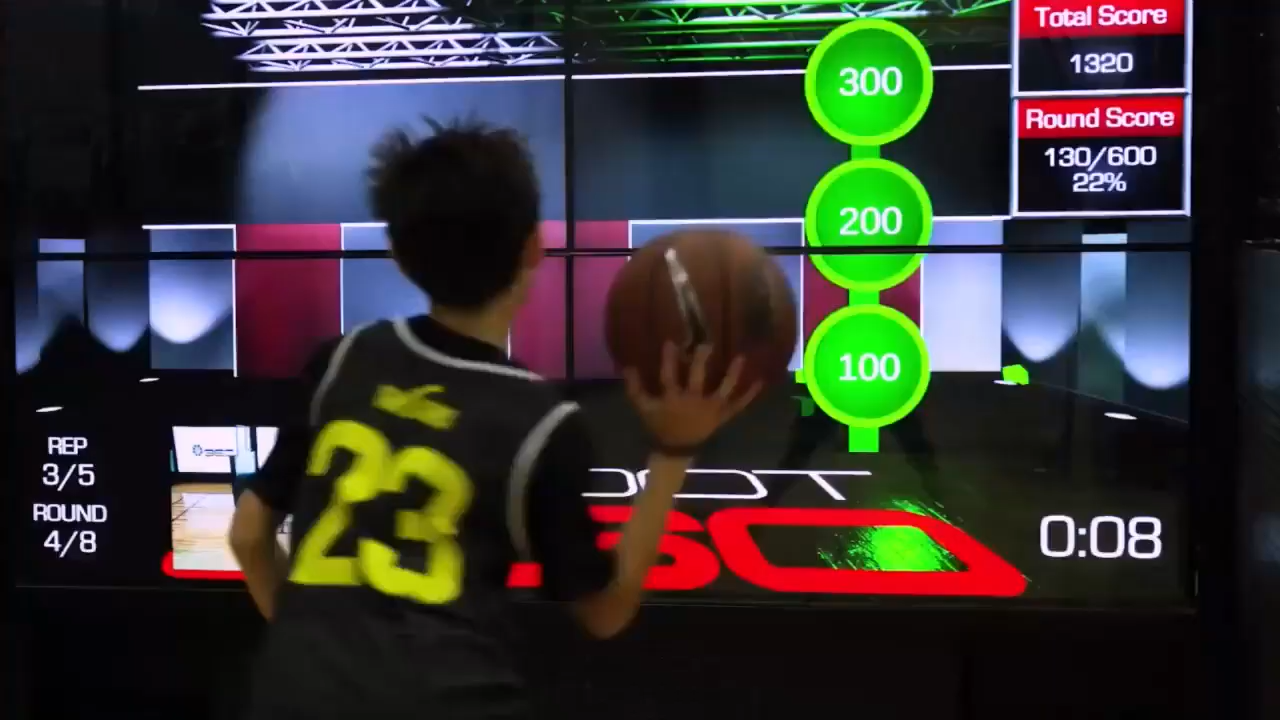 Total Score
1320
Round Score
130/600
22%
300
200
100
REP
3/5
ROUND
4/8
23
0:08